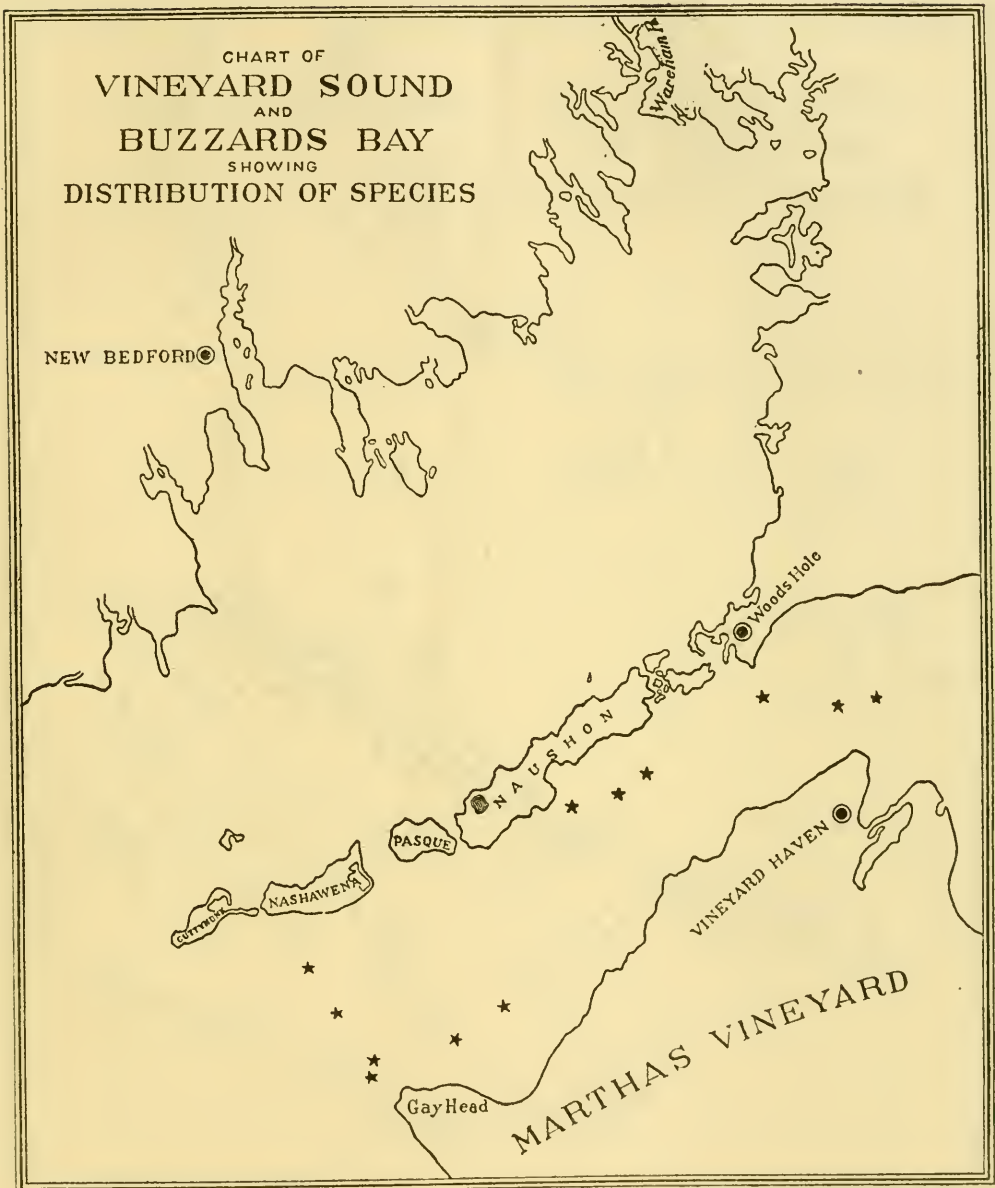 CHART OF
VINEYARD SOUND
AND
BUZZARDS BAY
SHOWING
DISTRIBUTION OF SPECIES
Wareham R.
NEW BEDFORD
Woods Hole
NAUSHON
PASQUE
NASHAWENA
CUTTYHUNK
VINEYARD HAVEN
MARTHAS VINEYARD
Gay Head